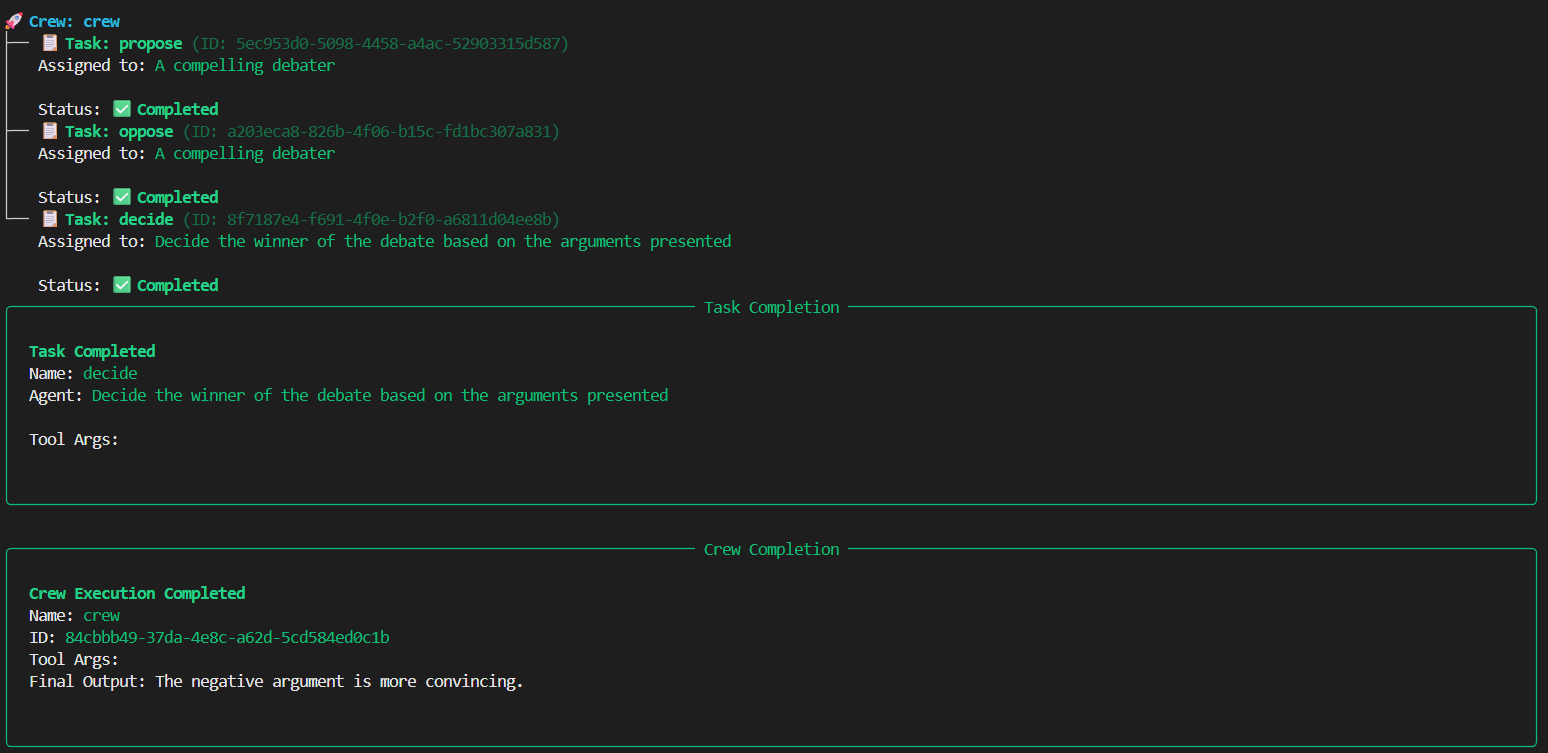 🚀 Crew: crew
📋 Task: propose (ID: 5ec953d0-5098-4458-a4ac-52903315d587)
Assigned to: A compelling debater
Status: ✅ Completed
📋 Task: oppose (ID: a203eca8-826b-4f06-b15c-fd1bc307a831)
Assigned to: A compelling debater
Status: ✅ Completed
📋 Task: decide (ID: 8f7187e4-f691-4f0e-b2f0-a6811d04ee8b)
Assigned to: Decide the winner of the debate based on the arguments presented
Status: ✅ Completed
Task Completion
Task Completed
Name: decide
Agent: Decide the winner of the debate based on the arguments presented
Tool Args:
Crew Completion
Crew Execution Completed
Name: crew
ID: 84cbbb49-37da-4e8c-a62d-5cd584ed0c1b
Tool Args:
Final Output: The negative argument is more convincing.